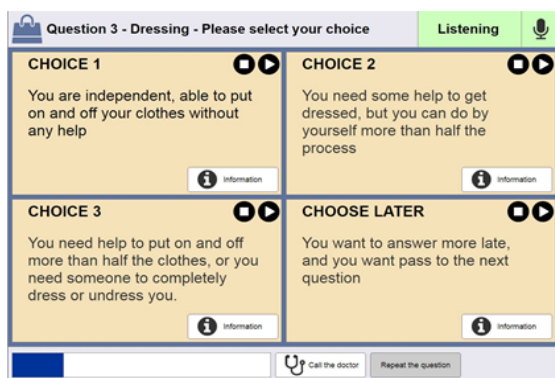 Question 3 - Dressing - Please select your choice
Listening
CHOICE 1
You are independent, able to put
on and off your clothes without
any help
Information
CHOICE 2
You need some help to get
dressed, but you can do by
yourself more than half the
process
Information
CHOICE 3
You need help to put on and off
more than half the clothes, or you
need someone to completely
dress or undress you.
Information
CHOOSE LATER
You want to answer more late,
and you want pass to the next
question
Information
Call the doctor
Repeat the question